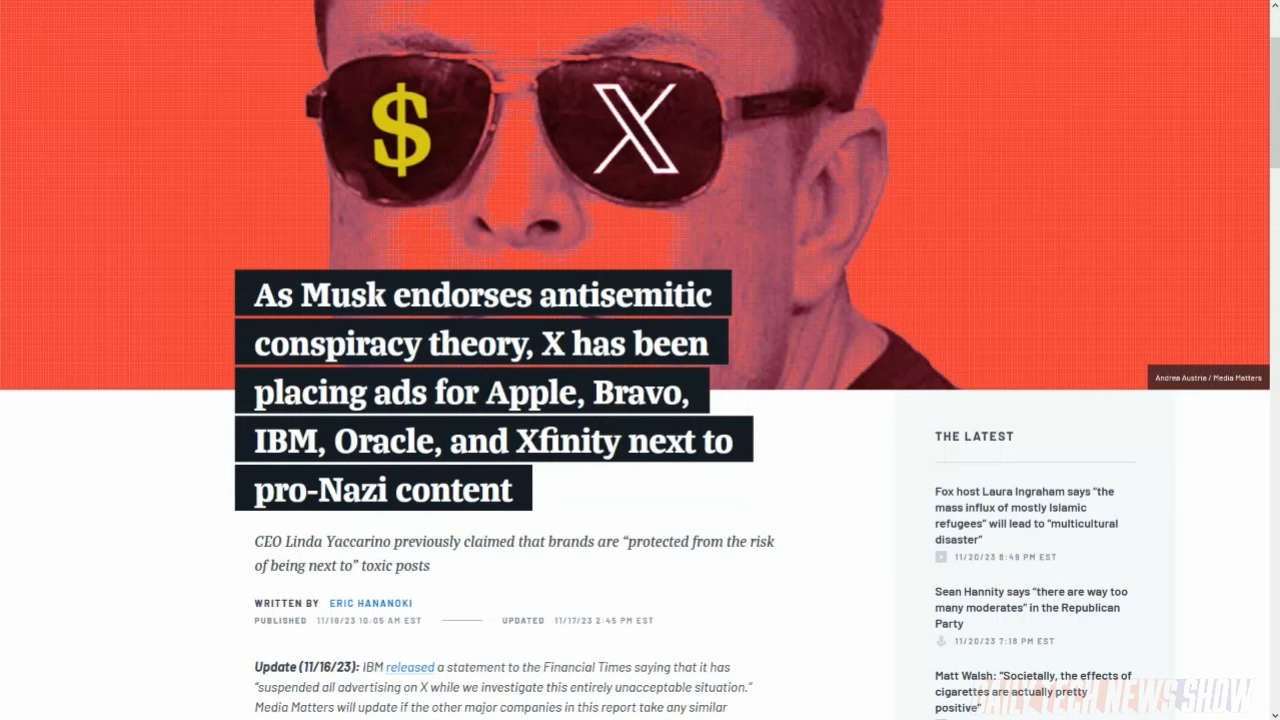 $ X
Andrea Austria / Media Matters
As Musk endorses antisemitic
conspiracy theory, X has been
placing ads for Apple, Bravo,
IBM, Oracle, and Xfinity next to
pro-Nazi content
CEO Linda Yaccarino previously claimed that brands are “protected from the risk
of being next to” toxic posts
WRITTEN BY ERIC HANANOKI
PUBLISHED 11/16/23 10:05 AM EST UPDATED 11/17/23 2:45 PM EST
Update (11/16/23): IBM released a statement to the Financial Times saying that it has
“suspended all advertising on X while we investigate this entirely unacceptable situation.”
Media Matters will update if the other major companies in this report take any similar
THE LATEST
Fox host Laura Ingraham says “the
mass influx of mostly Islamic
refugees” will lead to “multicultural
disaster”
11/20/23 8:49 PM EST
Sean Hannity says “there are way too
many moderates” in the Republican
Party
11/20/23 7:18 PM EST
Matt Walsh: “Societally, the effects of
cigarettes are actually pretty
positive”
DAILY TECH NEWS SHOW